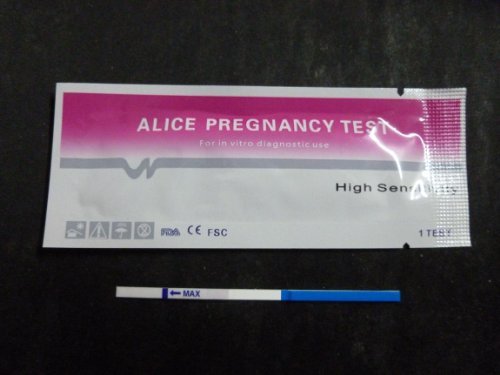 ALICE PREGNANCY TEST
For in vitro diagnostic use
High Sensitivity
FDA CE FSC
1 TEST
← MAX